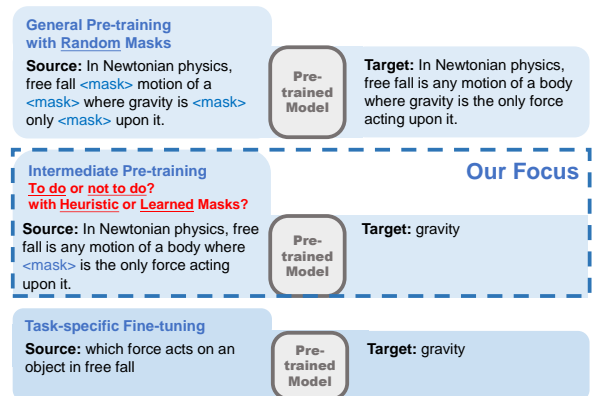 General Pre-training
with Random Masks
Source: In Newtonian physics,
free fall <mask> motion of a
<mask> where gravity is <mask>
only <mask> upon it.
Pre-
trained
Model
Target: In Newtonian physics,
free fall is any motion of a body
where gravity is the only force
acting upon it.
Intermediate Pre-training
To do or not to do?
with Heuristic or Learned Masks?
Our Focus
Source: In Newtonian physics, free
fall is any motion of a body where
<mask> is the only force acting
upon it.
Pre-
trained
Model
Target: gravity
Task-specific Fine-tuning
Source: which force acts on an
object in free fall
Pre-
trained
Model
Target: gravity